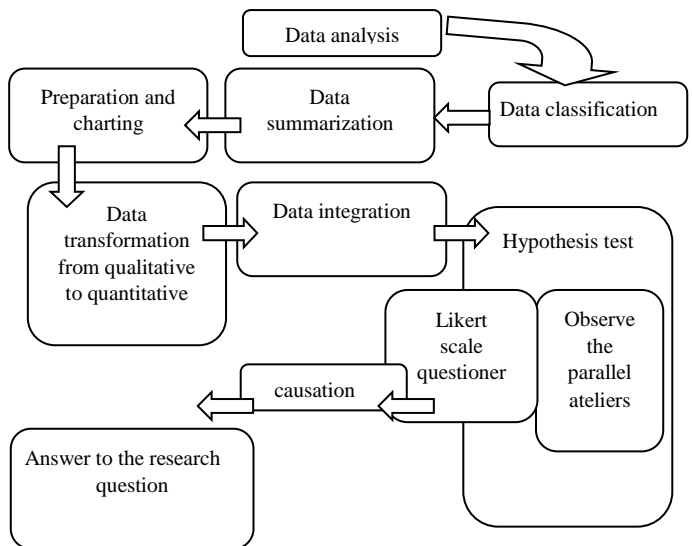 Data analysis
Data classification
Data
summarization
Preparation and
charting
Data
transformation
from qualitative
to quantitative
Data integration
Hypothesis test
Likert
scale
questioner
Observe
the
parallel
ateliers
causation
Answer to the research
question